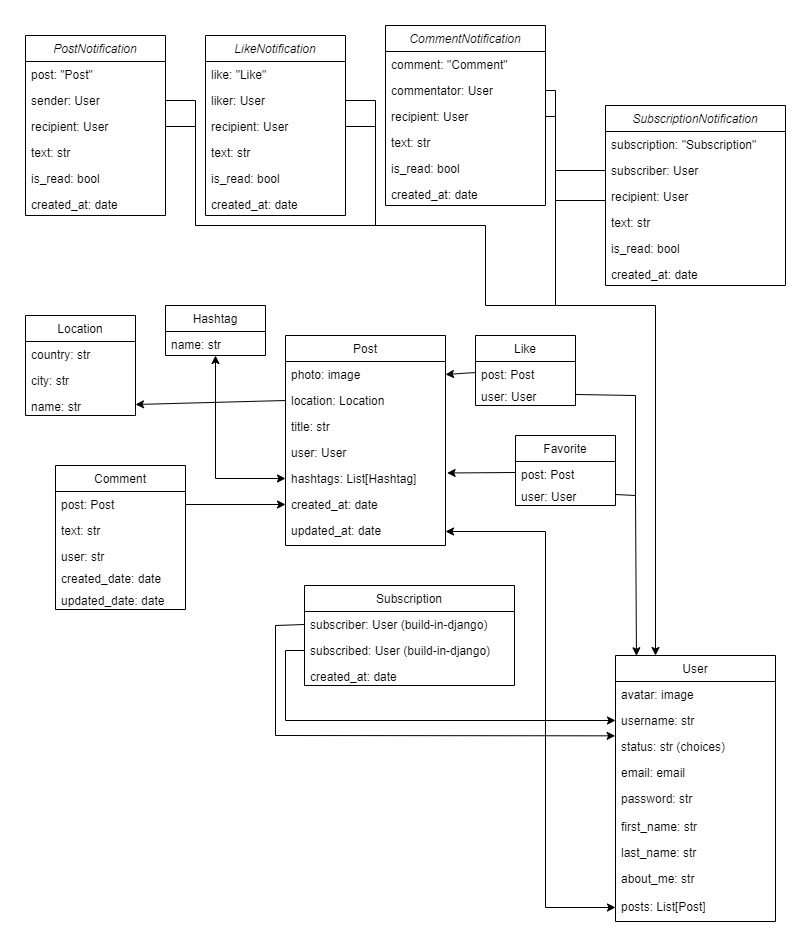 PostNotification
post: "Post"
sender: User
recipient: User
text: str
is_read: bool
created_at: date
LikeNotification
like: "Like"
liker: User
recipient: User
text: str
is_read: bool
created_at: date
CommentNotification
comment: "Comment"
commentator: User
recipient: User
text: str
is_read: bool
created_at: date
SubscriptionNotification
subscription: "Subscription"
subscriber: User
recipient: User
text: str
is_read: bool
created_at: date
Location
country: str
city: str
name: str
Hashtag
name: str
Post
photo: image
location: Location
title: str
user: User
hashtags: List[Hashtag]
created_at: date
updated_at: date
Like
post: Post
user: User
Favorite
post: Post
user: User
Comment
post: Post
text: str
user: str
created_date: date
updated_date: date
Subscription
subscriber: User (build-in-django)
subscribed: User (build-in-django)
created_at: date
User
avatar: image
username: str
status: str (choices)
email: email
password: str
first_name: str
last_name: str
about_me: str
posts: List[Post]